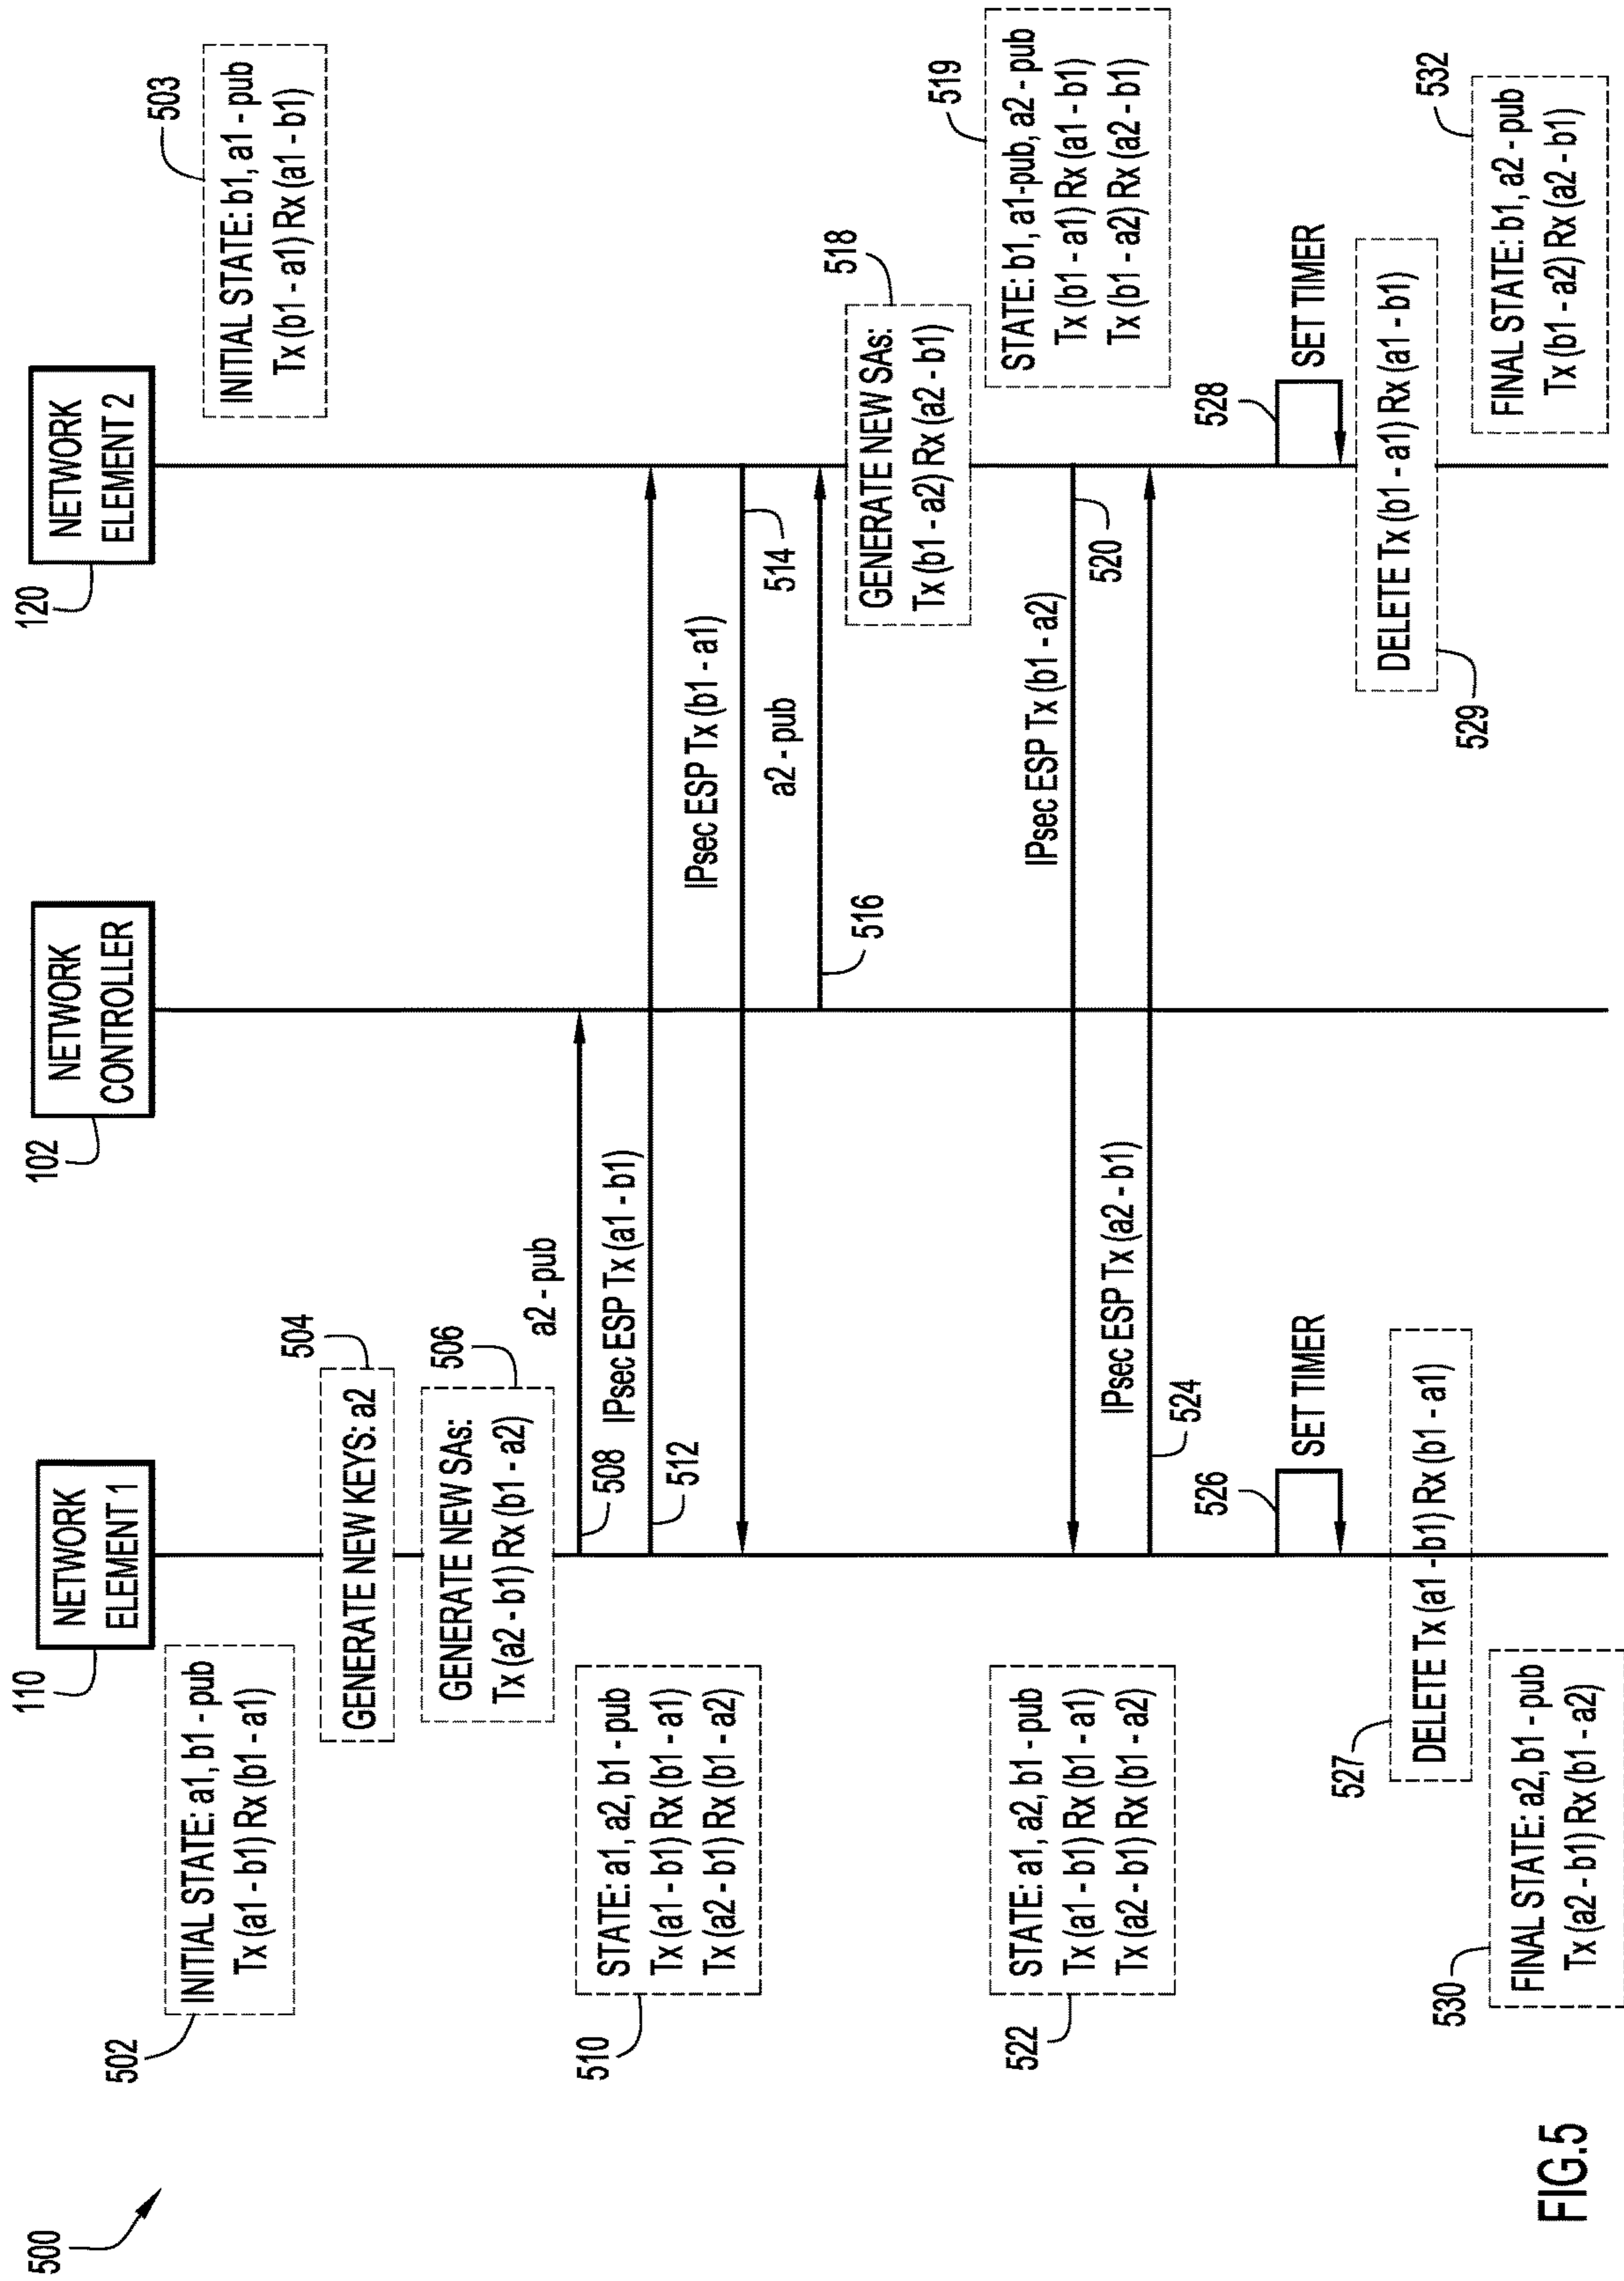 500
110
NETWORK
ELEMENT 1
102
NETWORK
CONTROLLER
120
NETWORK
ELEMENT 2
502
INITIAL STATE: a1, b1 - pub
Tx (a1 - b1) Rx (b1 - a1)
503
INITIAL STATE: b1, a1 - pub
Tx (b1 - a1) Rx (a1 - b1)
504
GENERATE NEW KEYS: a2
506
GENERATE NEW SAs:
Tx (a2 - b1) Rx (b1 - a2)
a2 - pub
508
510
STATE: a1, a2, b1 - pub
Tx (a1 - b1) Rx (b1 - a1)
Tx (a2 - b1) Rx (b1 - a2)
IPsec ESP Tx (a1 - b1)
512
IPsec ESP Tx (b1 - a1)
514
a2 - pub
516
518
GENERATE NEW SAs:
Tx (b1 - a2) Rx (a2 - b1)
519
STATE: b1, a1-pub, a2 - pub
Tx (b1 - a1) Rx (a1 - b1)
Tx (b1 - a2) Rx (a2 - b1)
IPsec ESP Tx (b1 - a2)
520
522
STATE: a1, a2, b1 - pub
Tx (a1 - b1) Rx (b1 - a1)
Tx (a2 - b1) Rx (b1 - a2)
IPsec ESP Tx (a2 - b1)
524
526
SET TIMER
528
SET TIMER
527
DELETE Tx (a1 - b1) Rx (b1 - a1)
529
DELETE Tx (b1 - a1) Rx (a1 - b1)
530
FINAL STATE: a2, b1 - pub
Tx (a2 - b1) Rx (b1 - a2)
532
FINAL STATE: b1, a2 - pub
Tx (b1 - a2) Rx (a2 - b1)
FIG.5